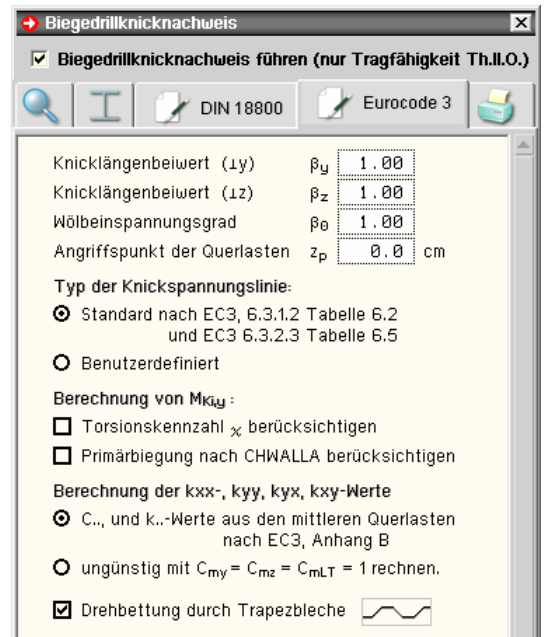 Biegedrillknicknachweis
Biegedrillknicknachweis führen (nur Tragfähigkeit Th.II.O.)
DIN 18800
Eurocode 3
Knicklängenbeiwert (⊥y) βy 1.00
Knicklängenbeiwert (⊥z) βz 1.00
Wölbeinspannungsgrad β0 1.00
Angriffspunkt der Querlasten zp 0.0 cm
Typ der Knickspannungslinie:
Standard nach EC3, 6.3.1.2 Tabelle 6.2
und EC3 6.3.2.3 Tabelle 6.5
Benutzerdefiniert
Berechnung von MKi,y :
Torsionskennzahl χ berücksichtigen
Primärbiegung nach CHWALLA berücksichtigen
Berechnung der kxx-, kyy, kyx, kxy-Werte
C.., und k..-Werte aus den mittleren Querlasten
nach EC3, Anhang B
ungünstig mit Cmy = Cmz = CmLT = 1 rechnen.
Drehbettung durch Trapezbleche